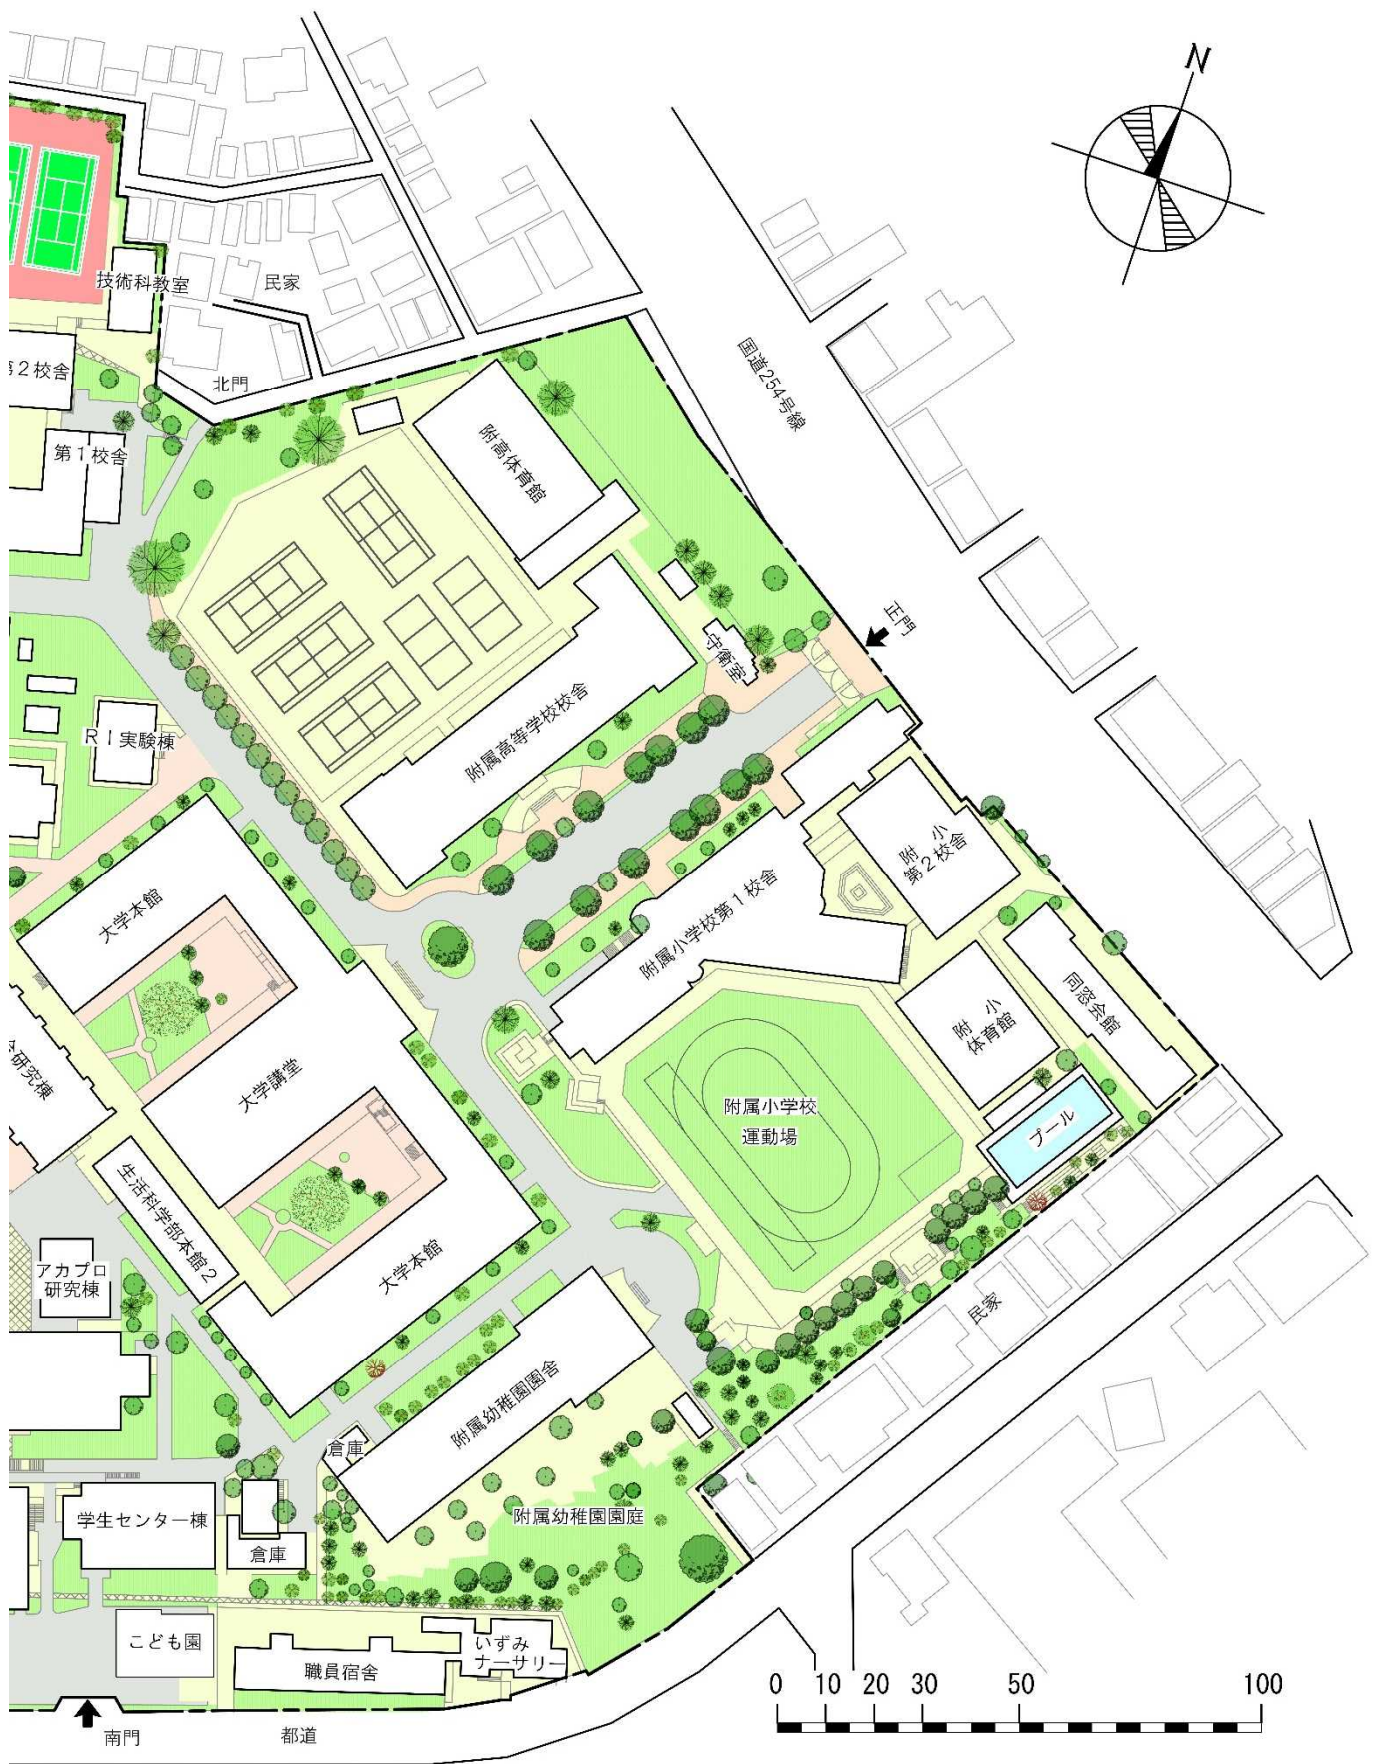 N
技術科教室
民家
第2校舎
北門
国道254号線
第1校舎
附高体育館
正門
守衛室
RI実験棟
附属高等学校校舎
附小
第2校舎
大学本館
附属小学校第1校舎
同窓会館
附小
体育館
大学講堂
附属小学校
運動場
プール
生活科学部本館2
大学本館
アカプロ
研究棟
民家
附属幼稚園園舎
倉庫
附属幼稚園園庭
学生センター棟
倉庫
こども園
いずみ
ナーサリー
職員宿舎
0 10 20 30 50 100
南門
都道